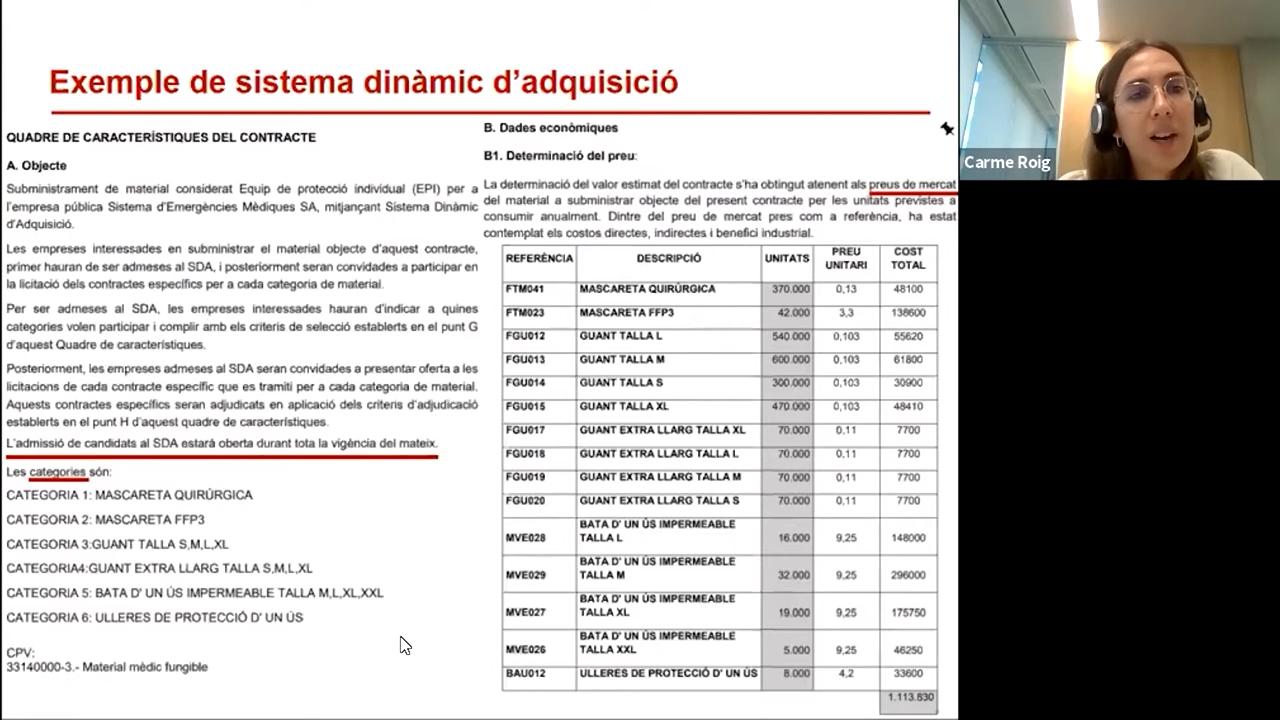 Exemple de sistema dinàmic d'adquisició
QUADRE DE CARACTERÍSTIQUES DEL CONTRACTE
A. Objecte
Subministrament de material considerat Equip de protecció individual (EPI) per a
l'empresa pública Sistema d'Emergències Mèdiques SA, mitjançant Sistema Dinàmic
d'Adquisició.
Les empreses interessades en subministrar el material objecte d'aquest contracte,
primer hauran de ser admeses al SDA, i posteriorment seran convidades a participar en
la licitació dels contractes específics per a cada categoria de material.
Per ser admeses al SDA, les empreses interessades hauran d'indicar a quines
categories volen participar i complir amb els criteris de selecció establerts en el punt G
d'aquest Quadre de característiques.
Posteriorment, les empreses admeses al SDA seran convidades a presentar oferta a les
licitacions de cada contracte específic que es tramiti per a cada categoria de material.
Aquests contractes específics seran adjudicats en aplicació dels criteris d'adjudicació
establerts en el punt H d'aquest quadre de característiques.
L'admissió de candidats al SDA estarà oberta durant tota la vigència del mateix.
Les categories són:
CATEGORIA 1: MASCARETA QUIRÚRGICA
CATEGORIA 2: MASCARETA FFP3
CATEGORIA 3:GUANT TALLA S,M,L,XL
CATEGORIA4:GUANT EXTRA LLARG TALLA S,M,L,XL
CATEGORIA 5: BATA D' UN ÚS IMPERMEABLE TALLA M,L,XL,XXL
CATEGORIA 6: ULLERES DE PROTECCIÓ D' UN ÚS
CPV:
33140000-3.- Material mèdic fungible
B. Dades econòmiques
B1. Determinació del preu:
La determinació del valor estimat del contracte s'ha obtingut atenent als preus de mercat
del material a subministrar objecte del present contracte per les unitats previstes a
consumir anualment. Dintre del preu de mercat pres com a referència, ha estat
contemplat els costos directes, indirectes i benefici industrial.
REFERÈNCIA DESCRIPCIÓ UNITATS PREU UNITARI COST TOTAL
FTM041 MASCARETA QUIRÚRGICA 370.000 0,13 48100
FTM023 MASCARETA FFP3 42.000 3,3 138600
FGU012 GUANT TALLA L 540.000 0,103 55620
FGU013 GUANT TALLA M 600.000 0,103 61800
FGU014 GUANT TALLA S 300.000 0,103 30900
FGU015 GUANT TALLA XL 470.000 0,103 48410
FGU017 GUANT EXTRA LLARG TALLA XL 70.000 0,11 7700
FGU018 GUANT EXTRA LLARG TALLA L 70.000 0,11 7700
FGU019 GUANT EXTRA LLARG TALLA M 70.000 0,11 7700
FGU020 GUANT EXTRA LLARG TALLA S 70.000 0,11 7700
MVE028 BATA D' UN ÚS IMPERMEABLE TALLA L 16.000 9,25 148000
MVE029 BATA D' UN ÚS IMPERMEABLE TALLA M 32.000 9,25 296000
MVE027 BATA D' UN ÚS IMPERMEABLE TALLA XL 19.000 9,25 175750
MVE026 BATA D' UN ÚS IMPERMEABLE TALLA XXL 5.000 9,25 46250
BAU012 ULLERES DE PROTECCIÓ D' UN ÚS 8.000 4,2 33600
1.113.830
Carme Roig